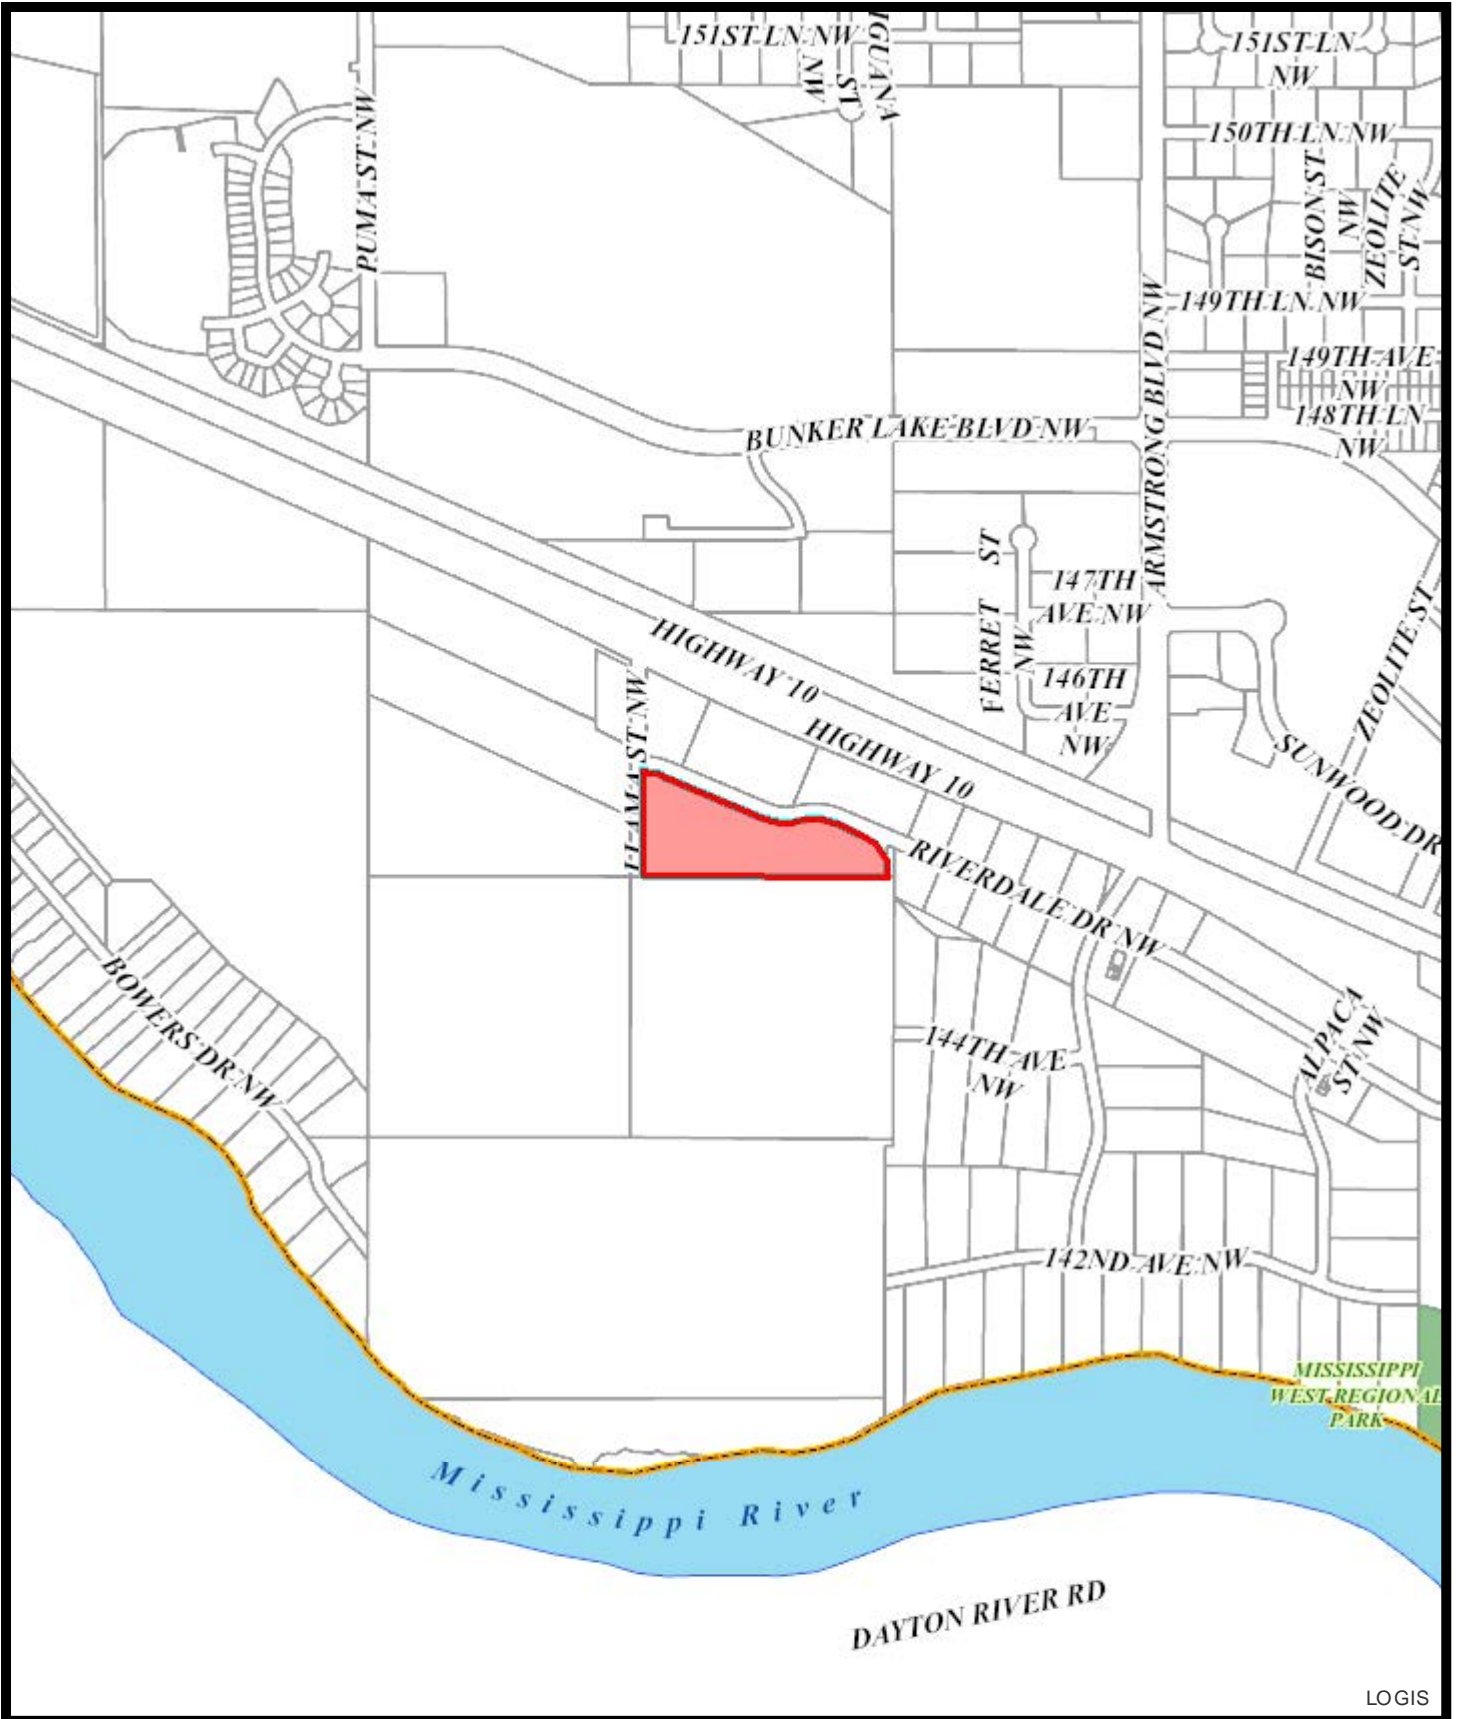 151ST LN NW
NW
ST
IGUANA
151ST LN
NW
150TH LN NW
PUMA ST NW
BISON ST
NW
ZEOLITE
ST NW
149TH LN NW
149TH AVE
NW
148TH LN
NW
BUNKER LAKE BLVD NW
ARMSTRONG BLVD NW
FERRET ST
NW
147TH
AVE NW
146TH
AVE
NW
ZEOLITE ST
HIGHWAY 10
HIGHWAY 10
SUNWOOD DR
LLAMA ST NW
RIVERDALE DR NW
BOWERS DR NW
ALPACA
ST NW
144TH AVE
NW
142ND AVE NW
MISSISSIPPI
WEST REGIONAL
PARK
Mississippi River
DAYTON RIVER RD
LOGIS